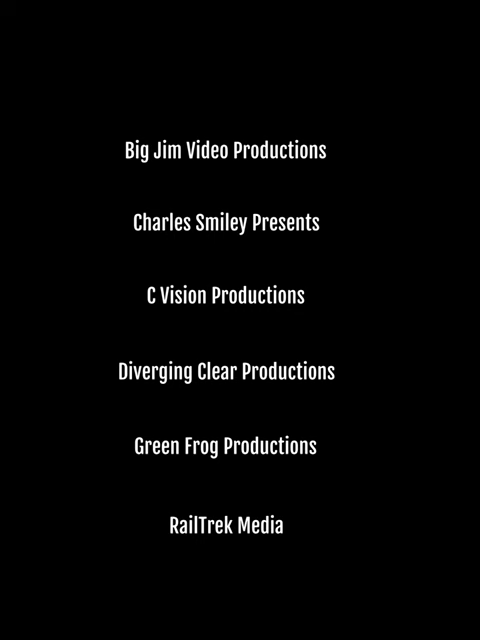 Big Jim Video Productions
Charles Smiley Presents
C Vision Productions
Diverging Clear Productions
Green Frog Productions
RailTrek Media